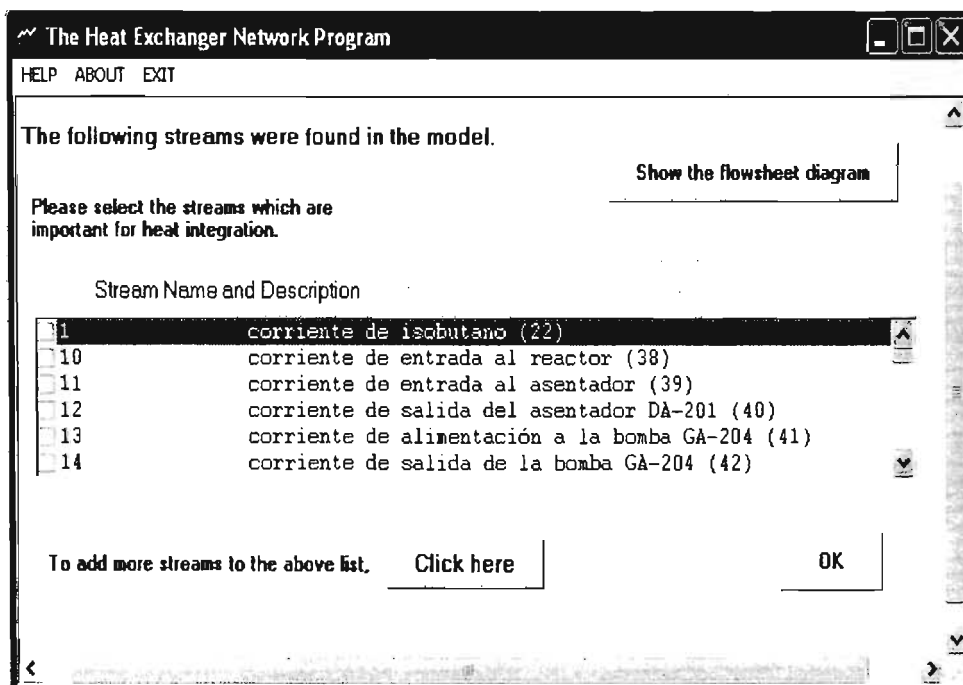 The Heat Exchanger Network Program
HELP ABOUT EXIT
The following streams were found in the model.
Show the flowsheet diagram
Please select the streams which are
important for heat integration.
Stream Name and Description
1 corriente de isobutano (22)
10 corriente de entrada al reactor (38)
11 corriente de entrada al asentador (39)
12 corriente de salida del asentador DA-201 (40)
13 corriente de alimentación a la bomba GA-204 (41)
14 corriente de salida de la bomba GA-204 (42)
To add more streams to the above list,
Click here
OK